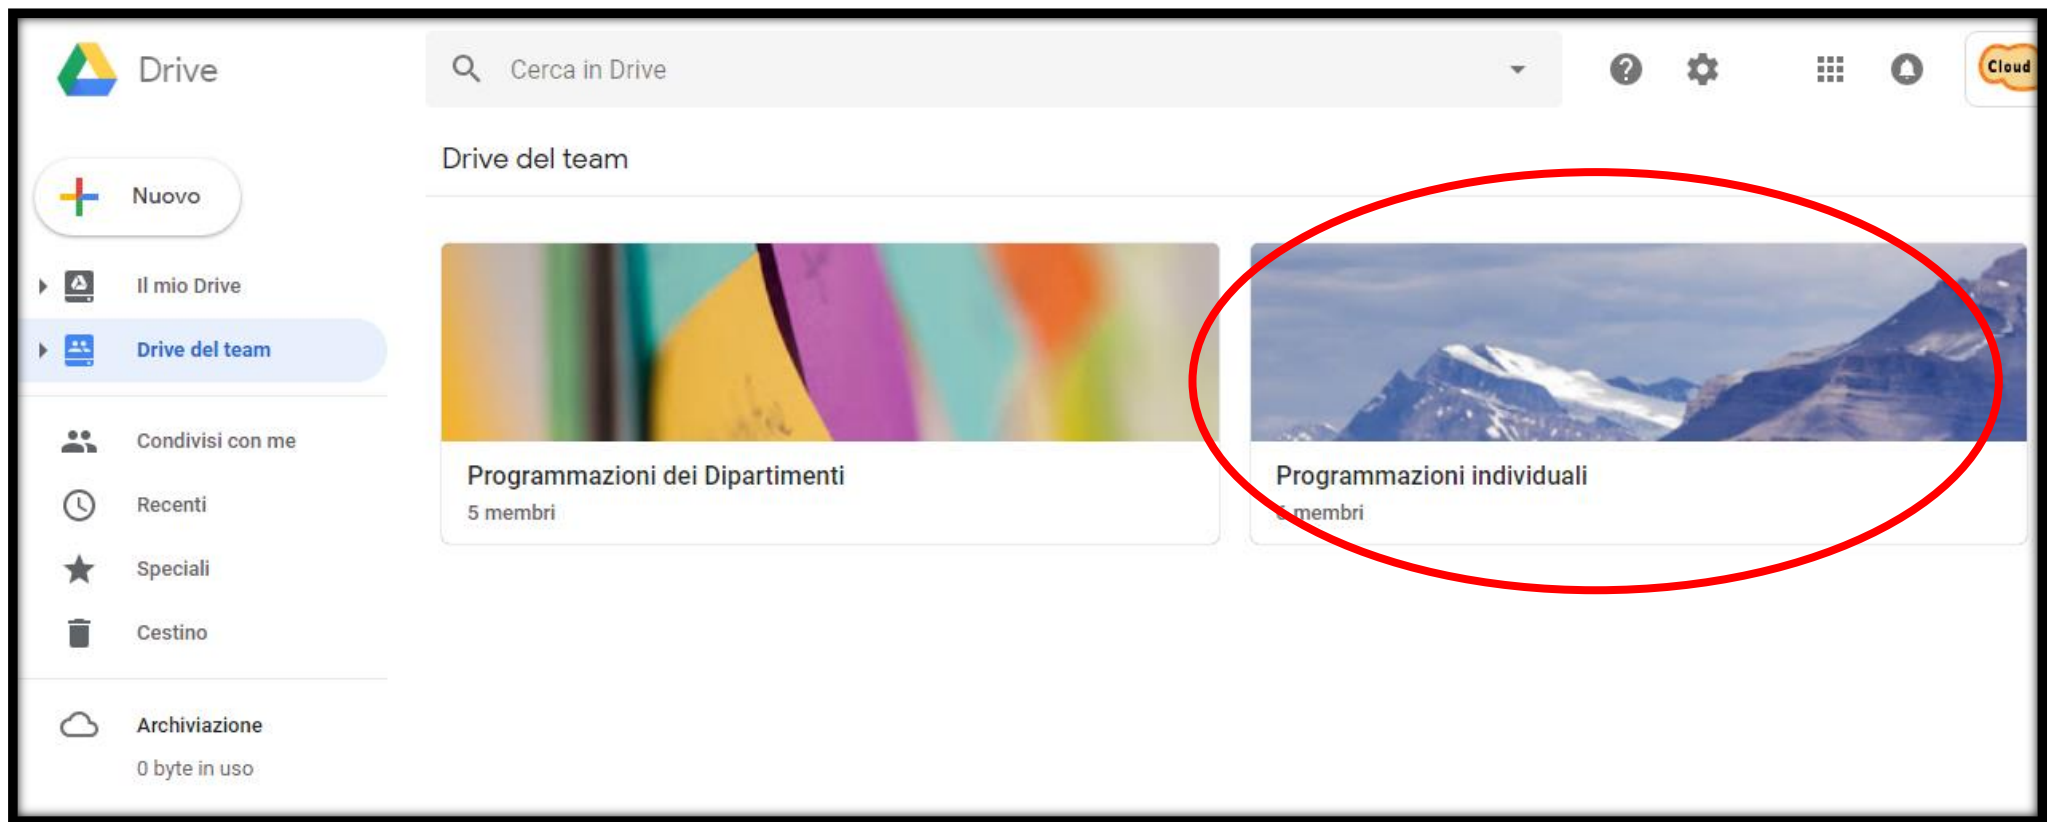 Drive
Cerca in Drive
Cloud
Drive del team
Nuovo
Il mio Drive
Drive del team
Condivisi con me
Recenti
Speciali
Cestino
Archiviazione
0 byte in uso
Programmazioni dei Dipartimenti
5 membri
Programmazioni individuali
membri